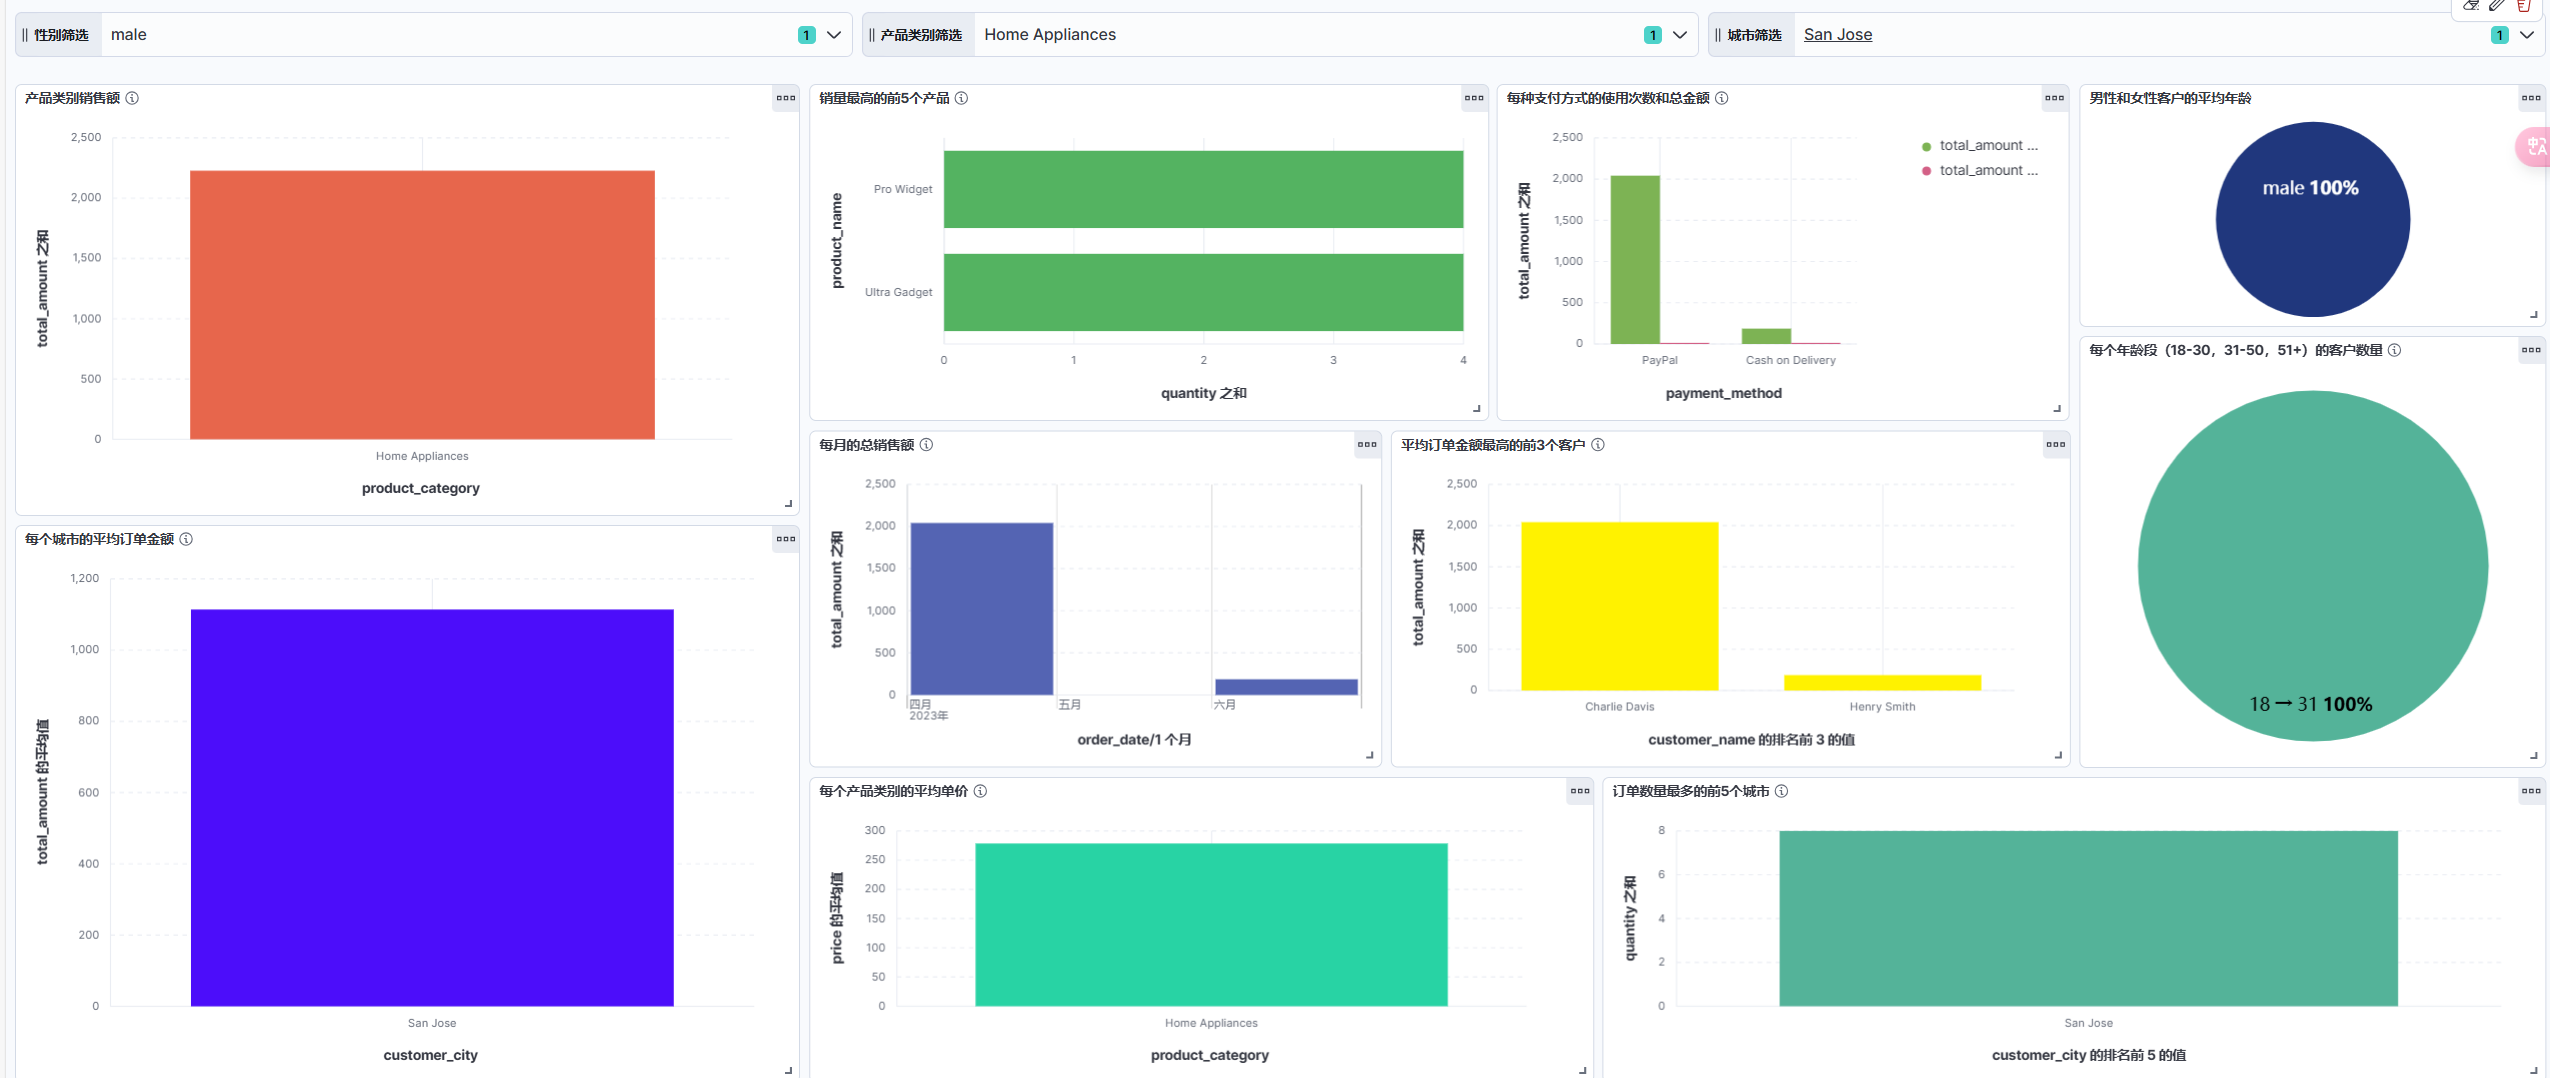 性别筛选 male 1
产品类别筛选 Home Appliances 1
城市筛选 San Jose 1
产品类别销售额
2,500
2,000
1,500
1,000
500
0
total_amount 之和
Home Appliances
product_category
销量最高的前5个产品
product_name
Pro Widget
Ultra Gadget
0 1 2 3 4
quantity 之和
每种支付方式的使用次数和总金额
2,500
2,000
1,500
1,000
500
0
total_amount 之和
PayPal Cash on Delivery
payment_method
total_amount ...
total_amount ...
男性和女性客户的平均年龄
male 100%
每个年龄段（18-30，31-50，51+）的客户数量
18 → 31 100%
每月的总销售额
2,500
2,000
1,500
1,000
500
0
total_amount 之和
四月 五月 六月
2023年
order_date/1 个月
平均订单金额最高的前3个客户
2,500
2,000
1,500
1,000
500
0
total_amount 之和
Charlie Davis Henry Smith
customer_name 的排名前 3 的值
每个城市的平均订单金额
1,200
1,000
800
600
400
200
0
total_amount 的平均值
San Jose
customer_city
每个产品类别的平均单价
300
250
200
150
100
50
0
price 的平均值
Home Appliances
product_category
订单数量最多的前5个城市
8
6
4
2
0
quantity 之和
San Jose
customer_city 的排名前 5 的值
中
A